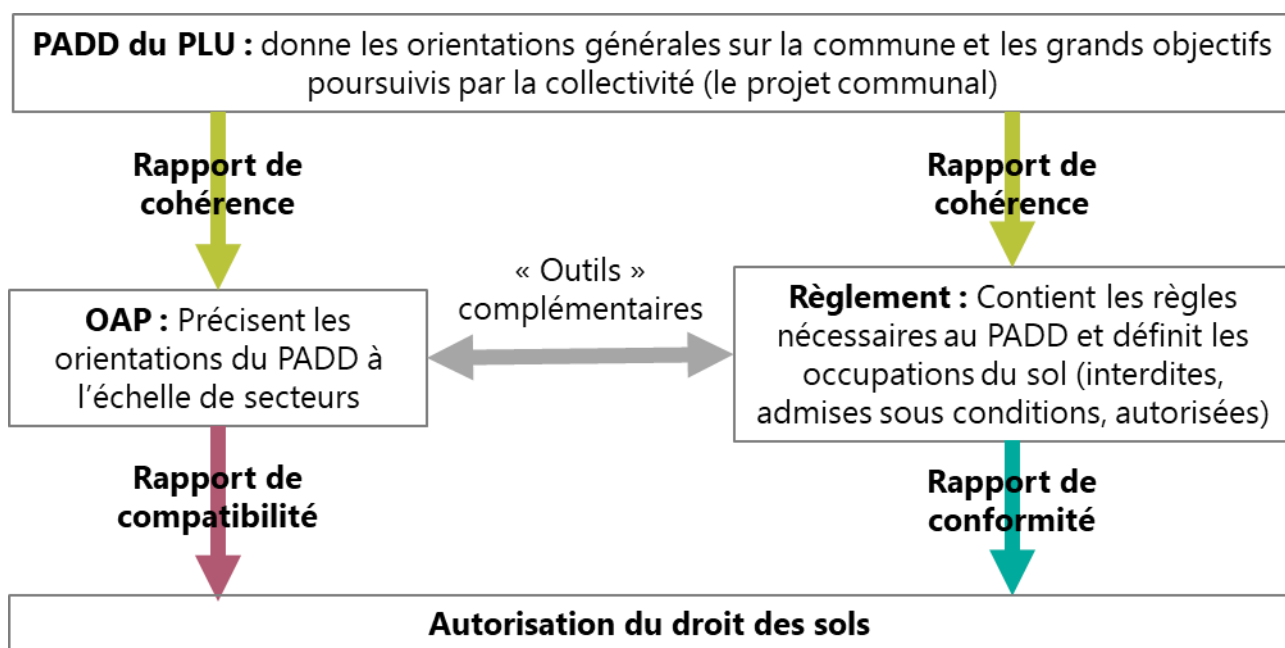 PADD du PLU : donne les orientations générales sur la commune et les grands objectifs
poursuivis par la collectivité (le projet communal)
Rapport de
cohérence
Rapport de
cohérence
« Outils »
complémentaires
OAP : Précisent les
orientations du PADD à
l’échelle de secteurs
Règlement : Contient les règles
nécessaires au PADD et définit les
occupations du sol (interdites,
admises sous conditions, autorisées)
Rapport de
compatibilité
Rapport de
conformité
Autorisation du droit des sols